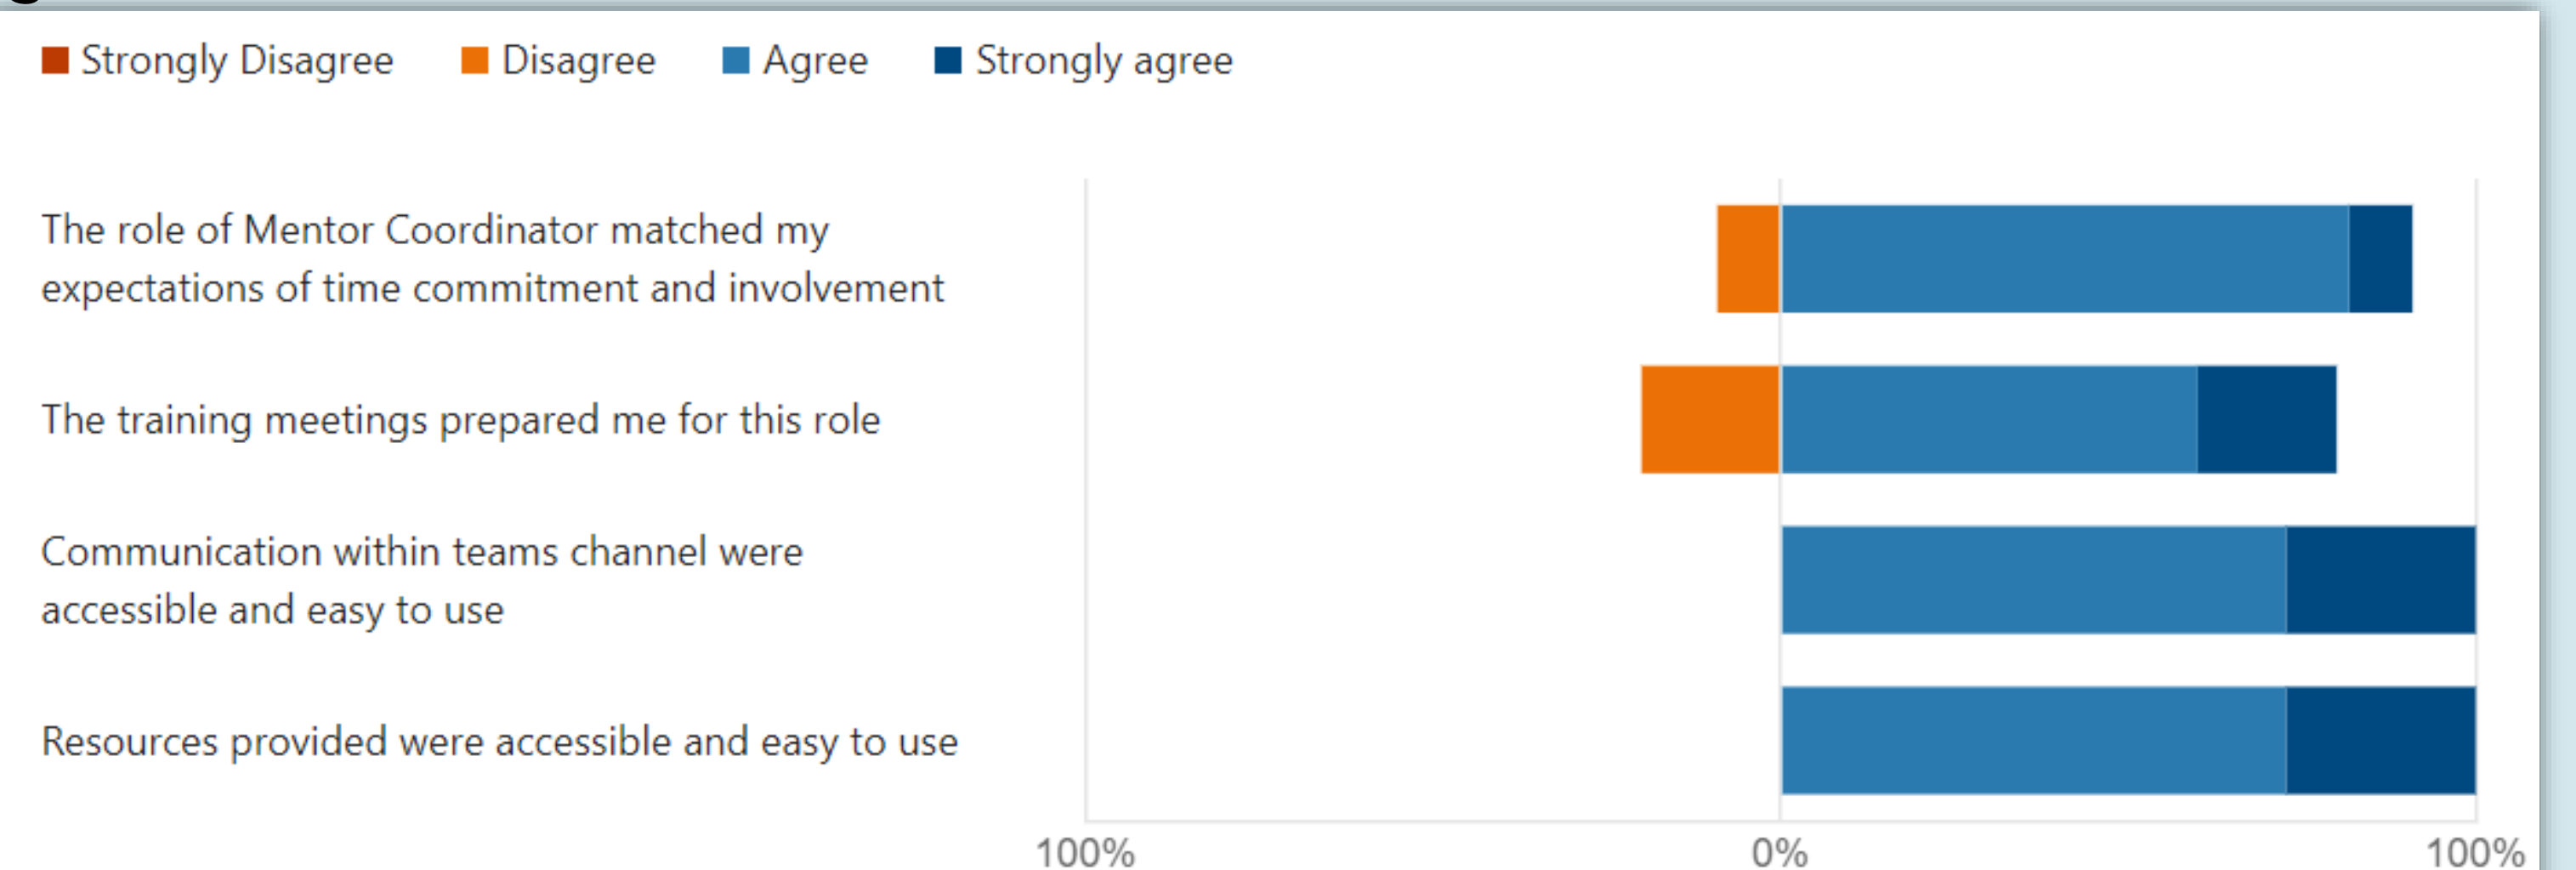 Strongly Disagree Disagree Agree Strongly agree
The role of Mentor Coordinator matched my
expectations of time commitment and involvement
The training meetings prepared me for this role
Communication within teams channel were
accessible and easy to use
Resources provided were accessible and easy to use
100% 0% 100%